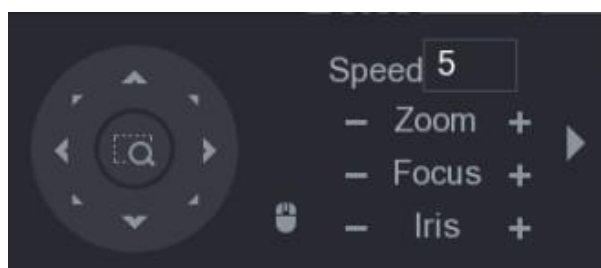 Speed 5
− Zoom +
− Focus +
− Iris +